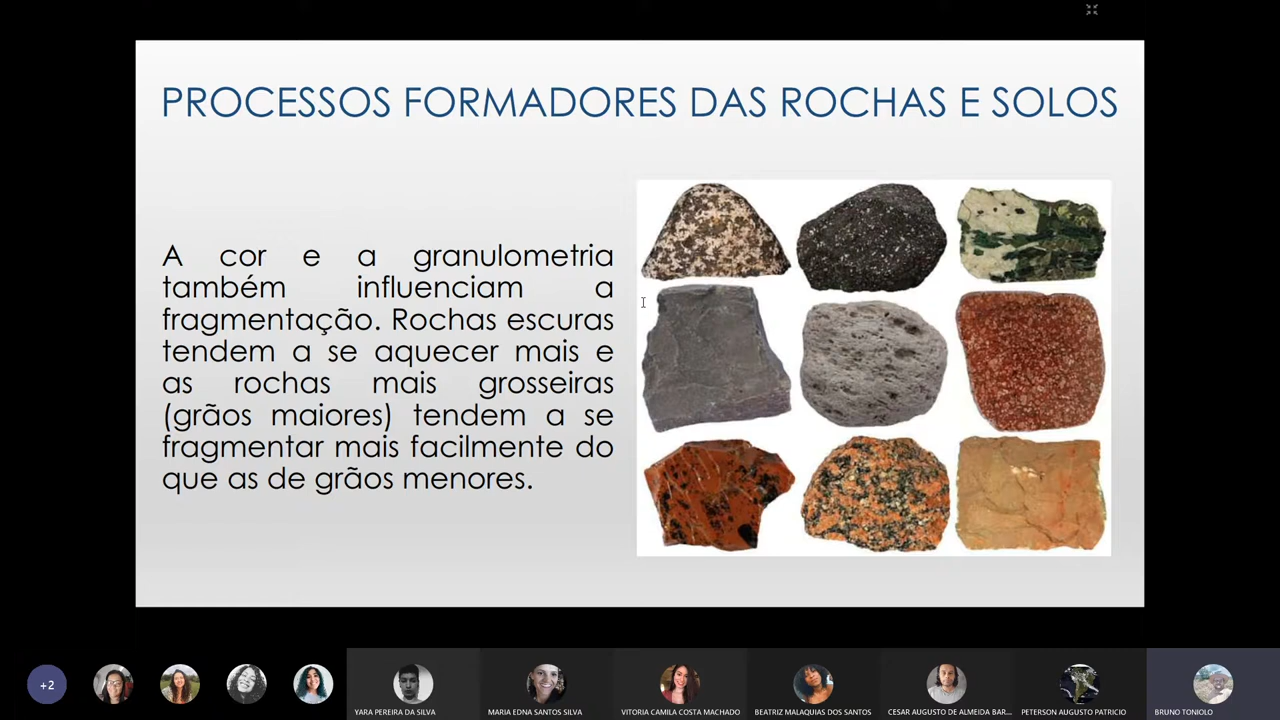 PROCESSOS FORMADORES DAS ROCHAS E SOLOS
A cor e a granulometria
também influenciam a
fragmentação. Rochas escuras
tendem a se aquecer mais e
as rochas mais grosseiras
(grãos maiores) tendem a se
fragmentar mais facilmente do
que as de grãos menores.
+2
YARA PEREIRA DA SILVA
MARIA EDNA SANTOS SILVA
VITORIA CAMILA COSTA MACHADO
BEATRIZ MALAQUIAS DOS SANTOS
CESAR AUGUSTO DE ALMEIDA BAR...
PETERSON AUGUSTO PATRICIO
BRUNO TONIOLO